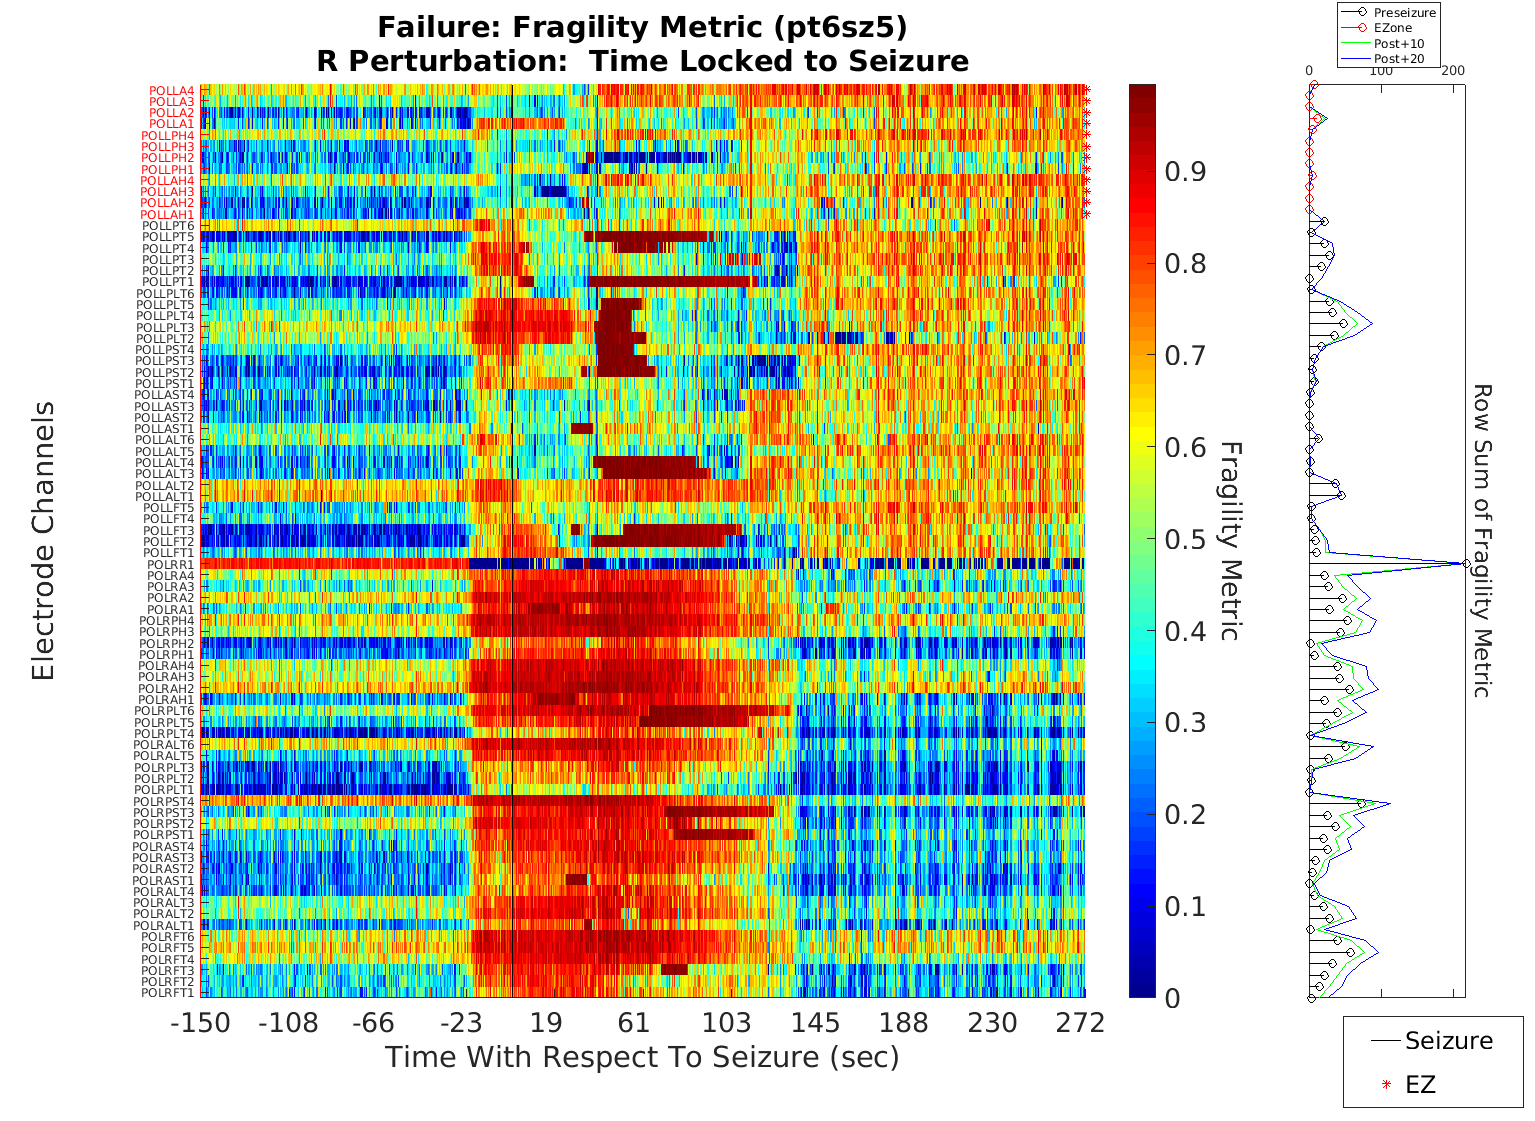 Failure: Fragility Metric (pt6sz5)
R Perturbation:  Time Locked to Seizure
Electrode Channels
POLLA4
POLLA3
POLLA2
POLLA1
POLLPH4
POLLPH3
POLLPH2
POLLPH1
POLLAH4
POLLAH3
POLLAH2
POLLAH1
POLLPT6
POLLPT5
POLLPT4
POLLPT3
POLLPT2
POLLPT1
POLLPLT6
POLLPLT5
POLLPLT4
POLLPLT3
POLLPLT2
POLLPST4
POLLPST3
POLLPST2
POLLPST1
POLLAST4
POLLAST3
POLLAST2
POLLAST1
POLLALT6
POLLALT5
POLLALT4
POLLALT3
POLLALT2
POLLALT1
POLLFT5
POLLFT4
POLLFT3
POLLFT2
POLLFT1
POLRR1
POLRA4
POLRA3
POLRA2
POLRA1
POLRPH4
POLRPH3
POLRPH2
POLRPH1
POLRAH4
POLRAH3
POLRAH2
POLRAH1
POLRPLT6
POLRPLT5
POLRPLT4
POLRALT6
POLRALT5
POLRPLT3
POLRPLT2
POLRPLT1
POLRPST4
POLRPST3
POLRPST2
POLRPST1
POLRAST4
POLRAST3
POLRAST2
POLRAST1
POLRALT4
POLRALT3
POLRALT2
POLRALT1
POLRFT6
POLRFT5
POLRFT4
POLRFT3
POLRFT2
POLRFT1
-150 -108 -66 -23 19 61 103 145 188 230 272
Time With Respect To Seizure (sec)
0.9
0.8
0.7
0.6
0.5
0.4
0.3
0.2
0.1
0
Fragility Metric
Preseizure
EZone
Post+10
Post+20
0 100 200
Row Sum of Fragility Metric
Seizure
EZ